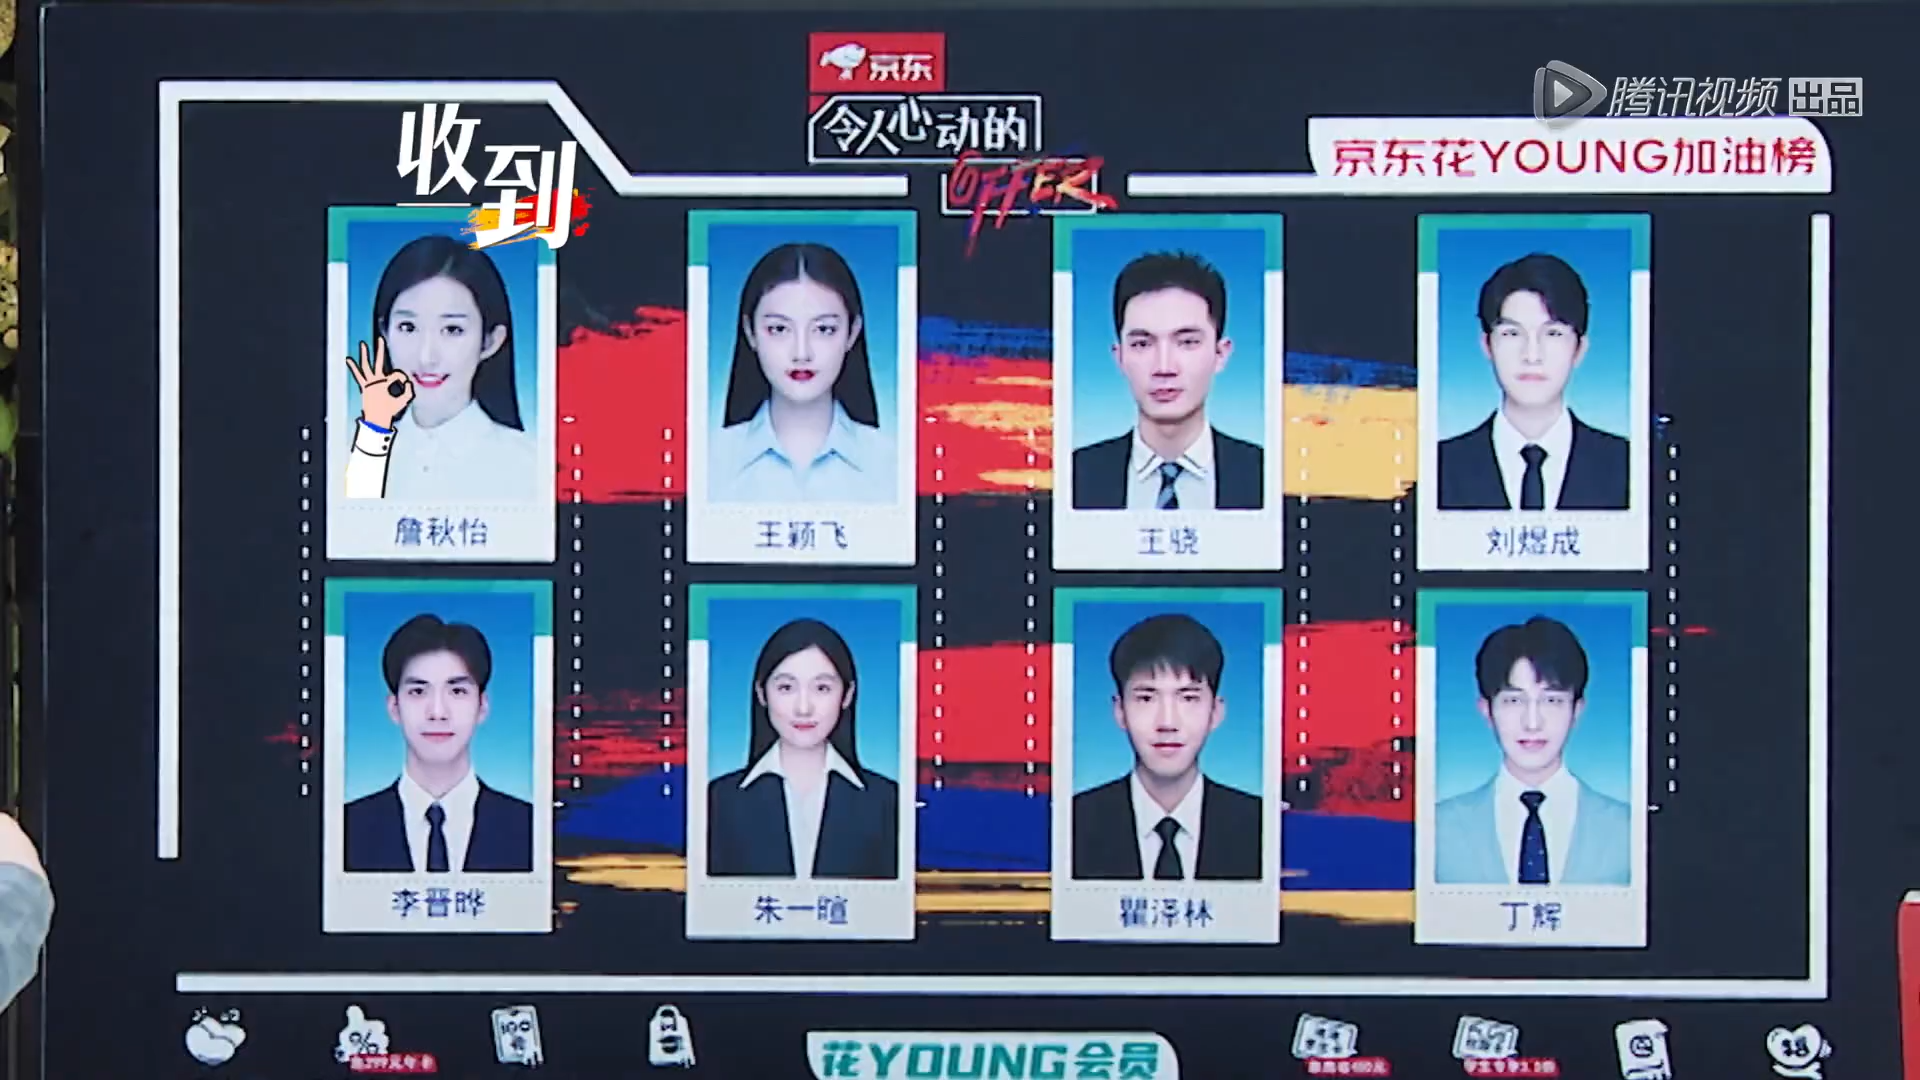 京东
腾讯视频 出品
令人心动的
OFFER
京东花YOUNG加油榜
收到
詹秋怡
王颖飞
王骁
刘煜成
李晋晔
朱一暄
瞿泽林
丁辉
花YOUNG会员